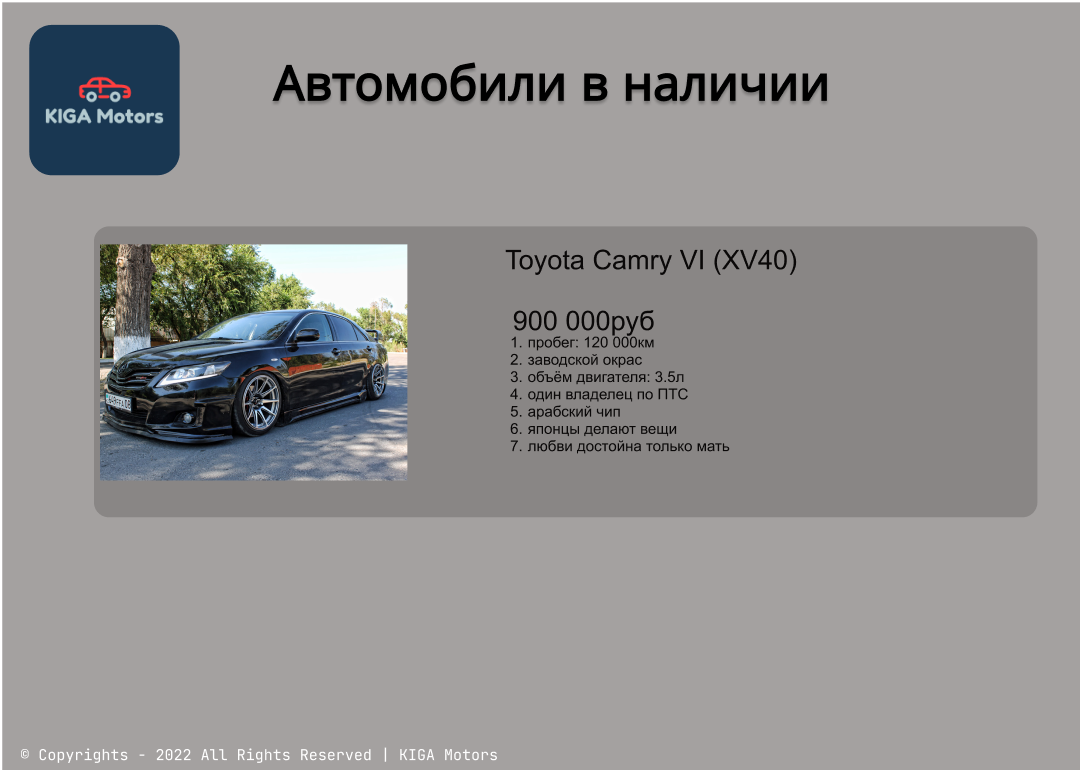 KIGA Motors
Автомобили в наличии
Toyota Camry VI (XV40)
900 000руб
1. пробег: 120 000км
2. заводской окрас
3. объём двигателя: 3.5л
4. один владелец по ПТС
5. арабский чип
6. японцы делают вещи
7. любви достойна только мать
© Copyrights - 2022 All Rights Reserved | KIGA Motors